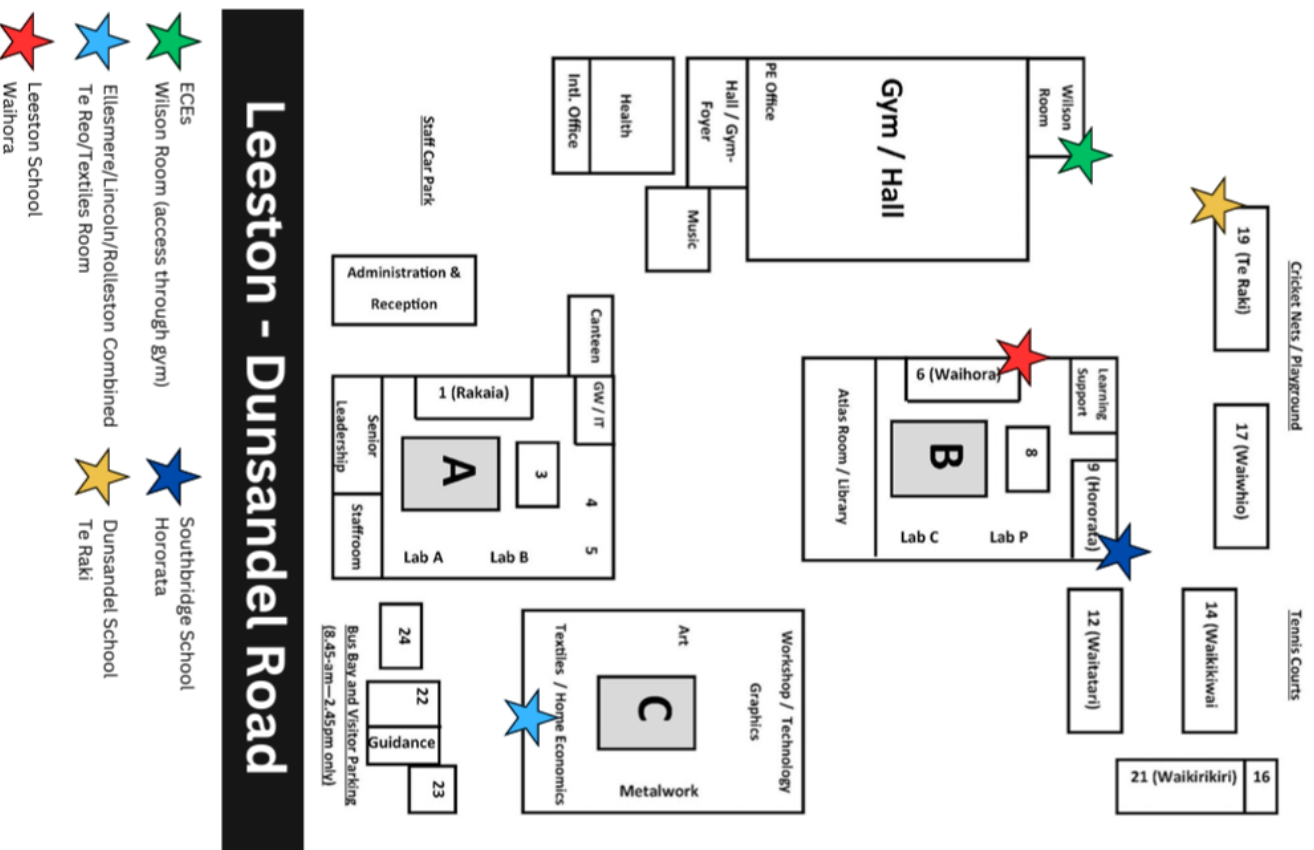 Cricket Nets / Playground
Tennis Courts
19 (Te Raki)
17 (Waiwhio)
14 (Waikikiwai
16
21 (Waikirikiri)
Wilson
Room
Learning
Support
9 (Hororata)
12 (Waitatari)
Gym / Hall
PE Office
6 (Waihora)
8
B
Lab P
Lab C
Atlas Room / Library
Workshop / Technology
Graphics
Art
C
Metalwork
Textiles / Home Economics
Hall / Gym-
Foyer
Music
Health
Intl. Office
Canteen
GW / IT
4
5
3
1 (Rakaia)
A
Lab B
Lab A
Senior
Leadership
Staffroom
Staff Car Park
Administration &
Reception
24
22
Guidance
23
Bus Bay and Visitor Parking
(8.45-am—2.45pm only)
Leeston - Dunsandel Road
ECEs
Wilson Room (access through gym)
Southbridge School
Hororata
Ellesmere/Lincoln/Rolleston Combined
Te Reo/Textiles Room
Dunsandel School
Te Raki
Leeston School
Waihora